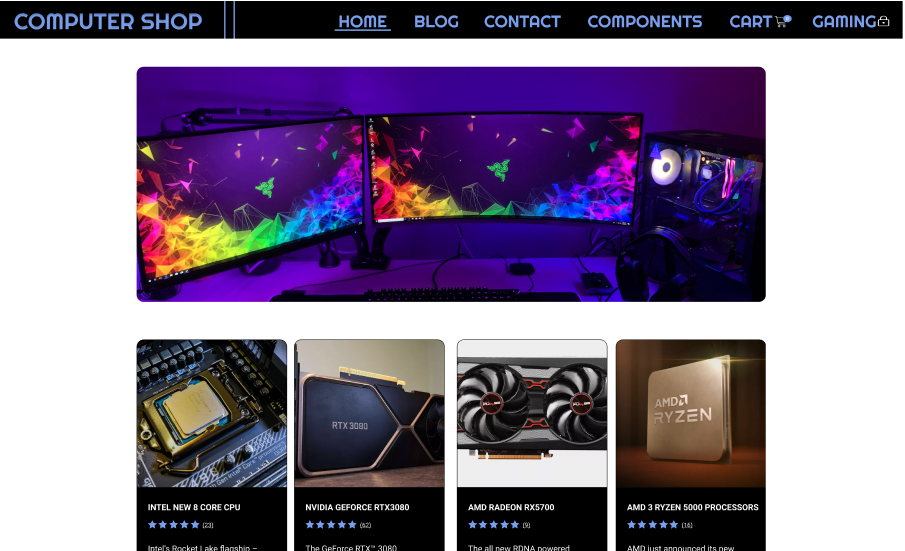 COMPUTER SHOP
HOME BLOG CONTACT COMPONENTS CART GAMING
RTX 3080
AMD
RYZEN
INTEL NEW 8 CORE CPU
(23)
Intel's Rocket Lake flagship –
NVIDIA GEFORCE RTX3080
(62)
The GeForce RTX™ 3080
AMD RADEON RX5700
(9)
The all new RDNA powered
AMD 3 RYZEN 5000 PROCESSORS
(16)
AMD just announced its new